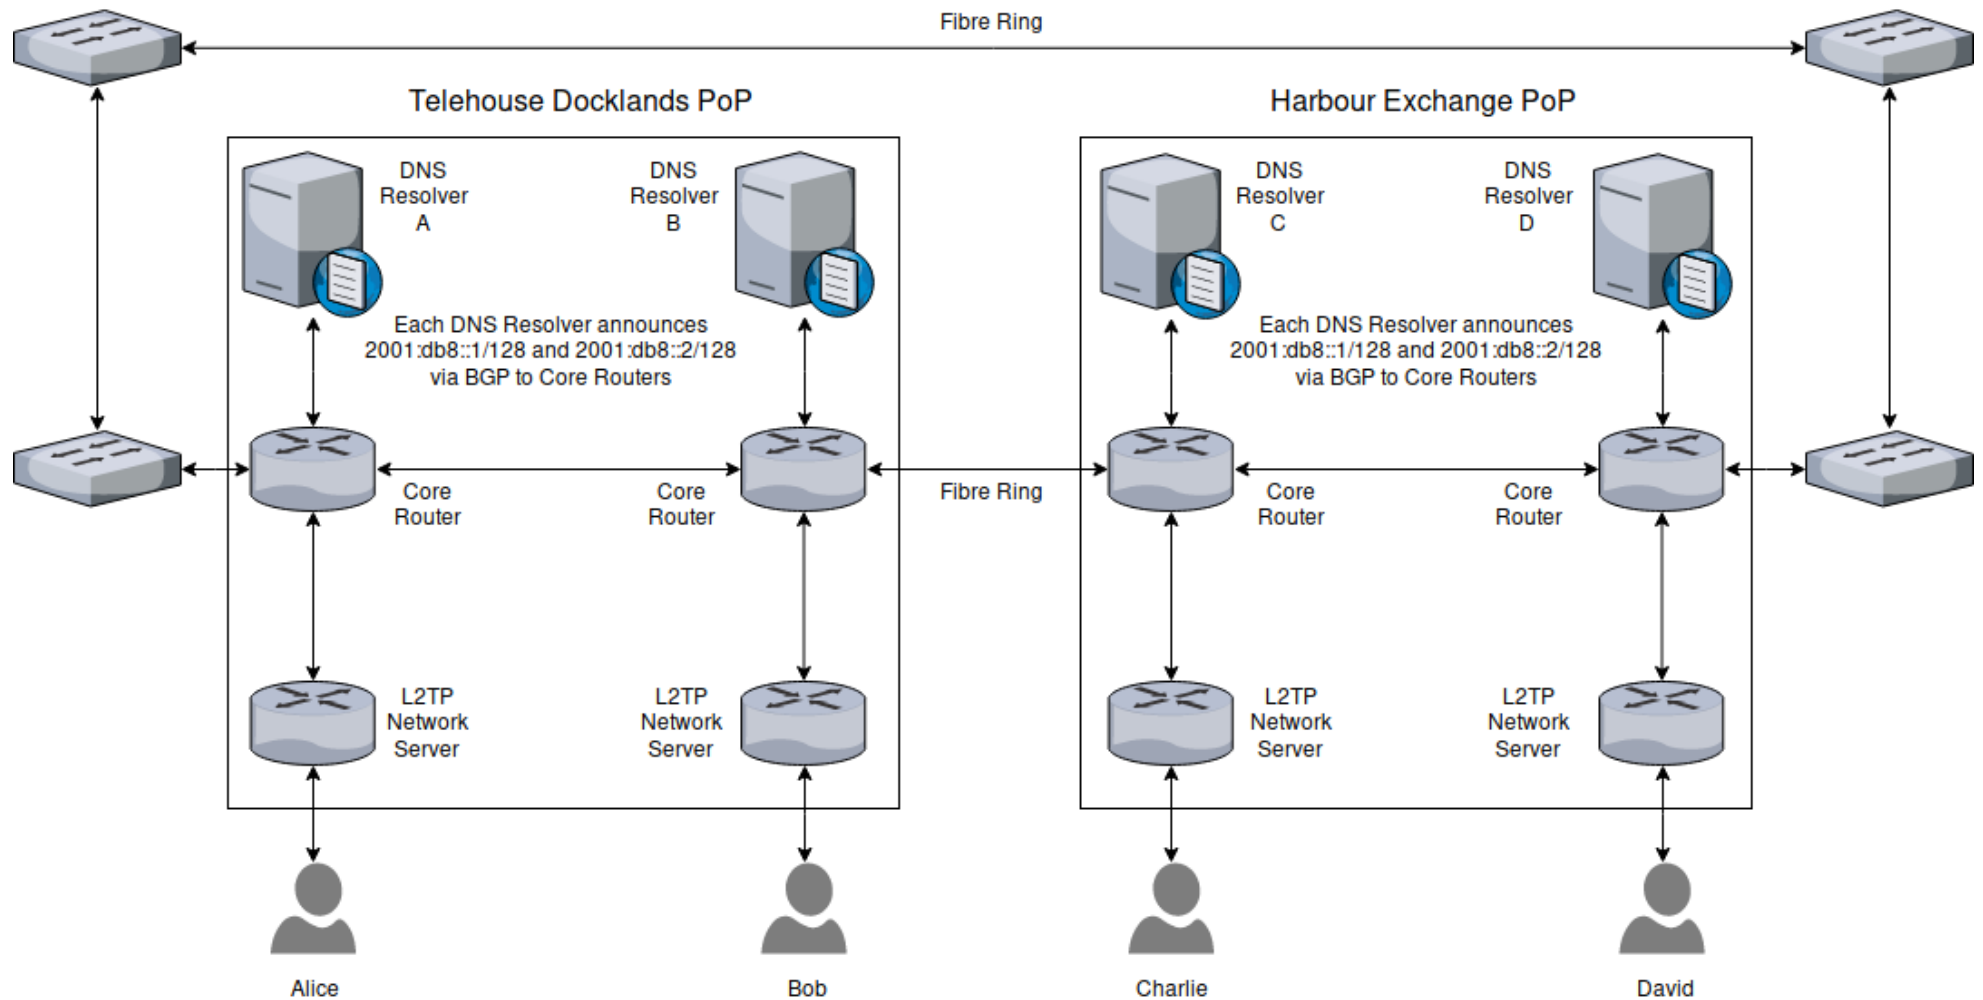 Fibre Ring
Telehouse Docklands PoP
Harbour Exchange PoP
DNS
Resolver
A
DNS
Resolver
B
DNS
Resolver
C
DNS
Resolver
D
Each DNS Resolver announces
2001:db8::1/128 and 2001:db8::2/128
via BGP to Core Routers
Each DNS Resolver announces
2001:db8::1/128 and 2001:db8::2/128
via BGP to Core Routers
Core
Router
Core
Router
Fibre Ring
Core
Router
Core
Router
L2TP
Network
Server
L2TP
Network
Server
L2TP
Network
Server
L2TP
Network
Server
Alice
Bob
Charlie
David